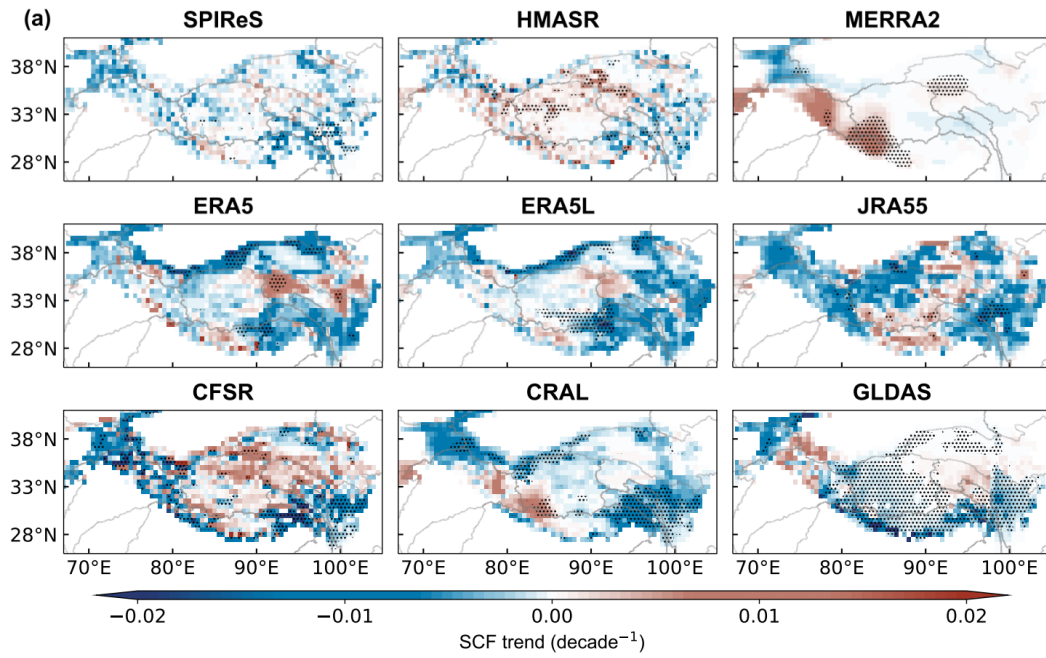 (a)
SPIReS HMASR MERRA2
38°N
33°N
28°N
ERA5 ERA5L JRA55
38°N
33°N
28°N
CFSR CRAL GLDAS
38°N
33°N
28°N
70°E 80°E 90°E 100°E 70°E 80°E 90°E 100°E 70°E 80°E 90°E 100°E
−0.02 −0.01 0.00 0.01 0.02
SCF trend (decade⁻¹)